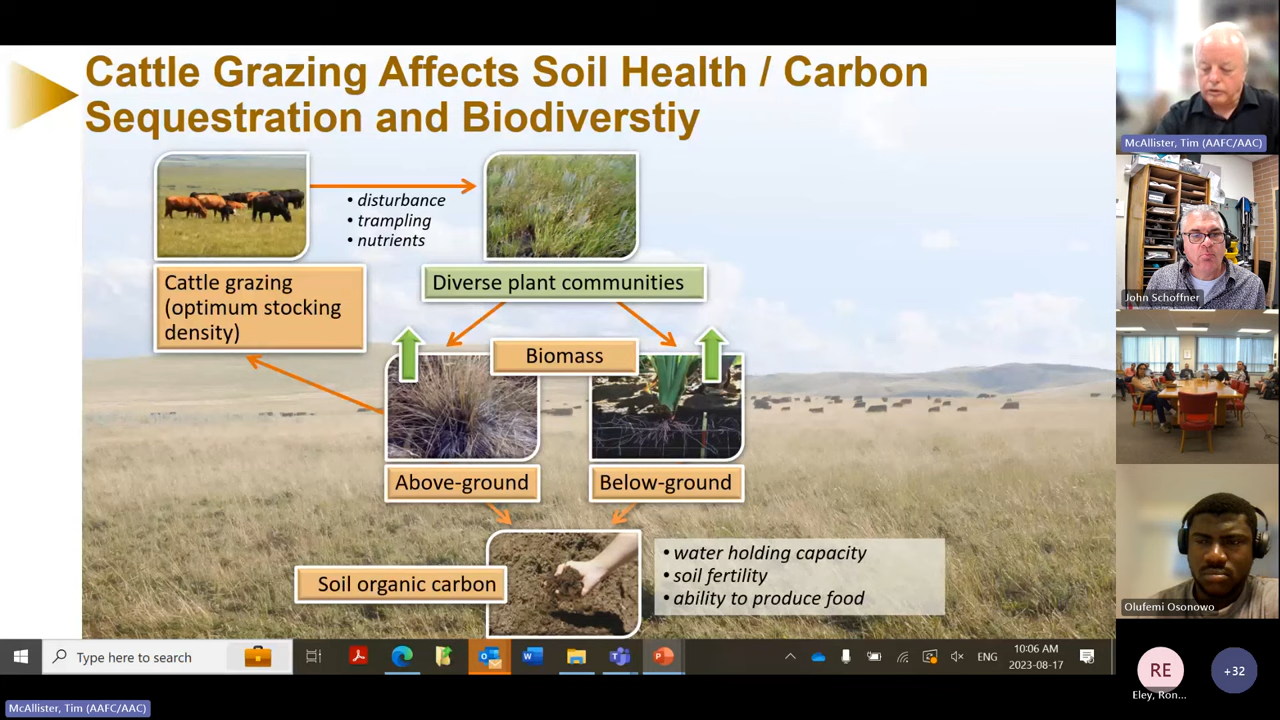 Cattle Grazing Affects Soil Health / Carbon
Sequestration and Biodiverstiy
• disturbance
• trampling
• nutrients
Cattle grazing
(optimum stocking
density)
Diverse plant communities
Biomass
Above-ground
Below-ground
Soil organic carbon
• water holding capacity
• soil fertility
• ability to produce food
Type here to search
ENG
10:06 AM
2023-08-17
McAllister, Tim (AAFC/AAC)
McAllister, Tim (AAFC/AAC)
John Schoffner
Olufemi Osonowo
RE
Eley, Ron...
+32